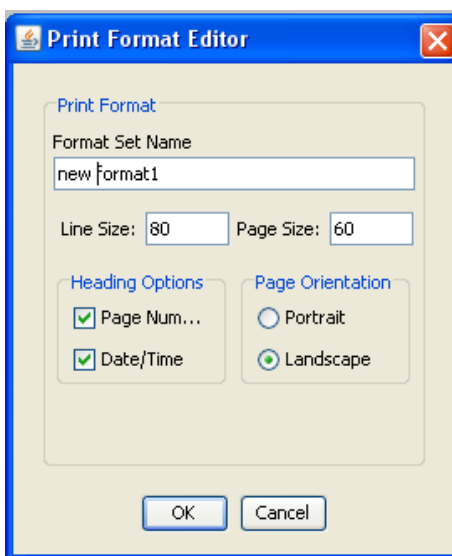 Print Format Editor
Print Format
Format Set Name
new format1
Line Size: 80 Page Size: 60
Heading Options Page Orientation
Page Num... Portrait
Date/Time Landscape
OK Cancel